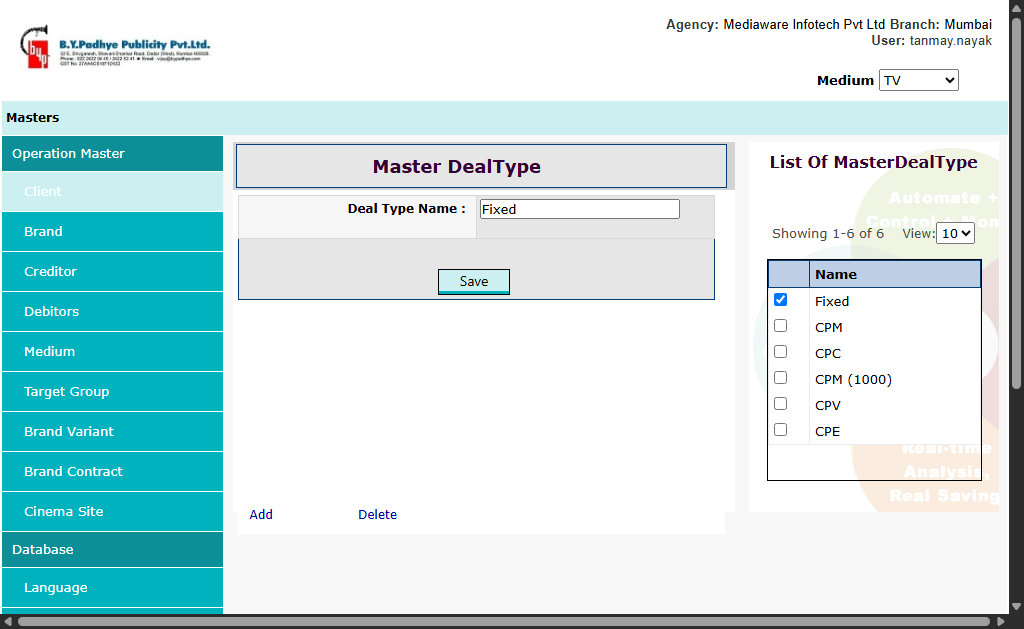 Agency: Mediaware Infotech Pvt Ltd Branch: Mumbai
User: tanmay.nayak
B.Y.Padhye Publicity Pvt.Ltd.
Medium TV
Masters
Operation Master
Client
Brand
Creditor
Debitors
Medium
Target Group
Brand Variant
Brand Contract
Cinema Site
Database
Language
Master DealType
Deal Type Name : Fixed
Save
Add Delete
List Of MasterDealType
Automate +
Control + Mon
Showing 1-6 of 6 View: 10
Name
Fixed
CPM
CPC
CPM (1000)
CPV
CPE
Real-time
Analysis,
Real Saving